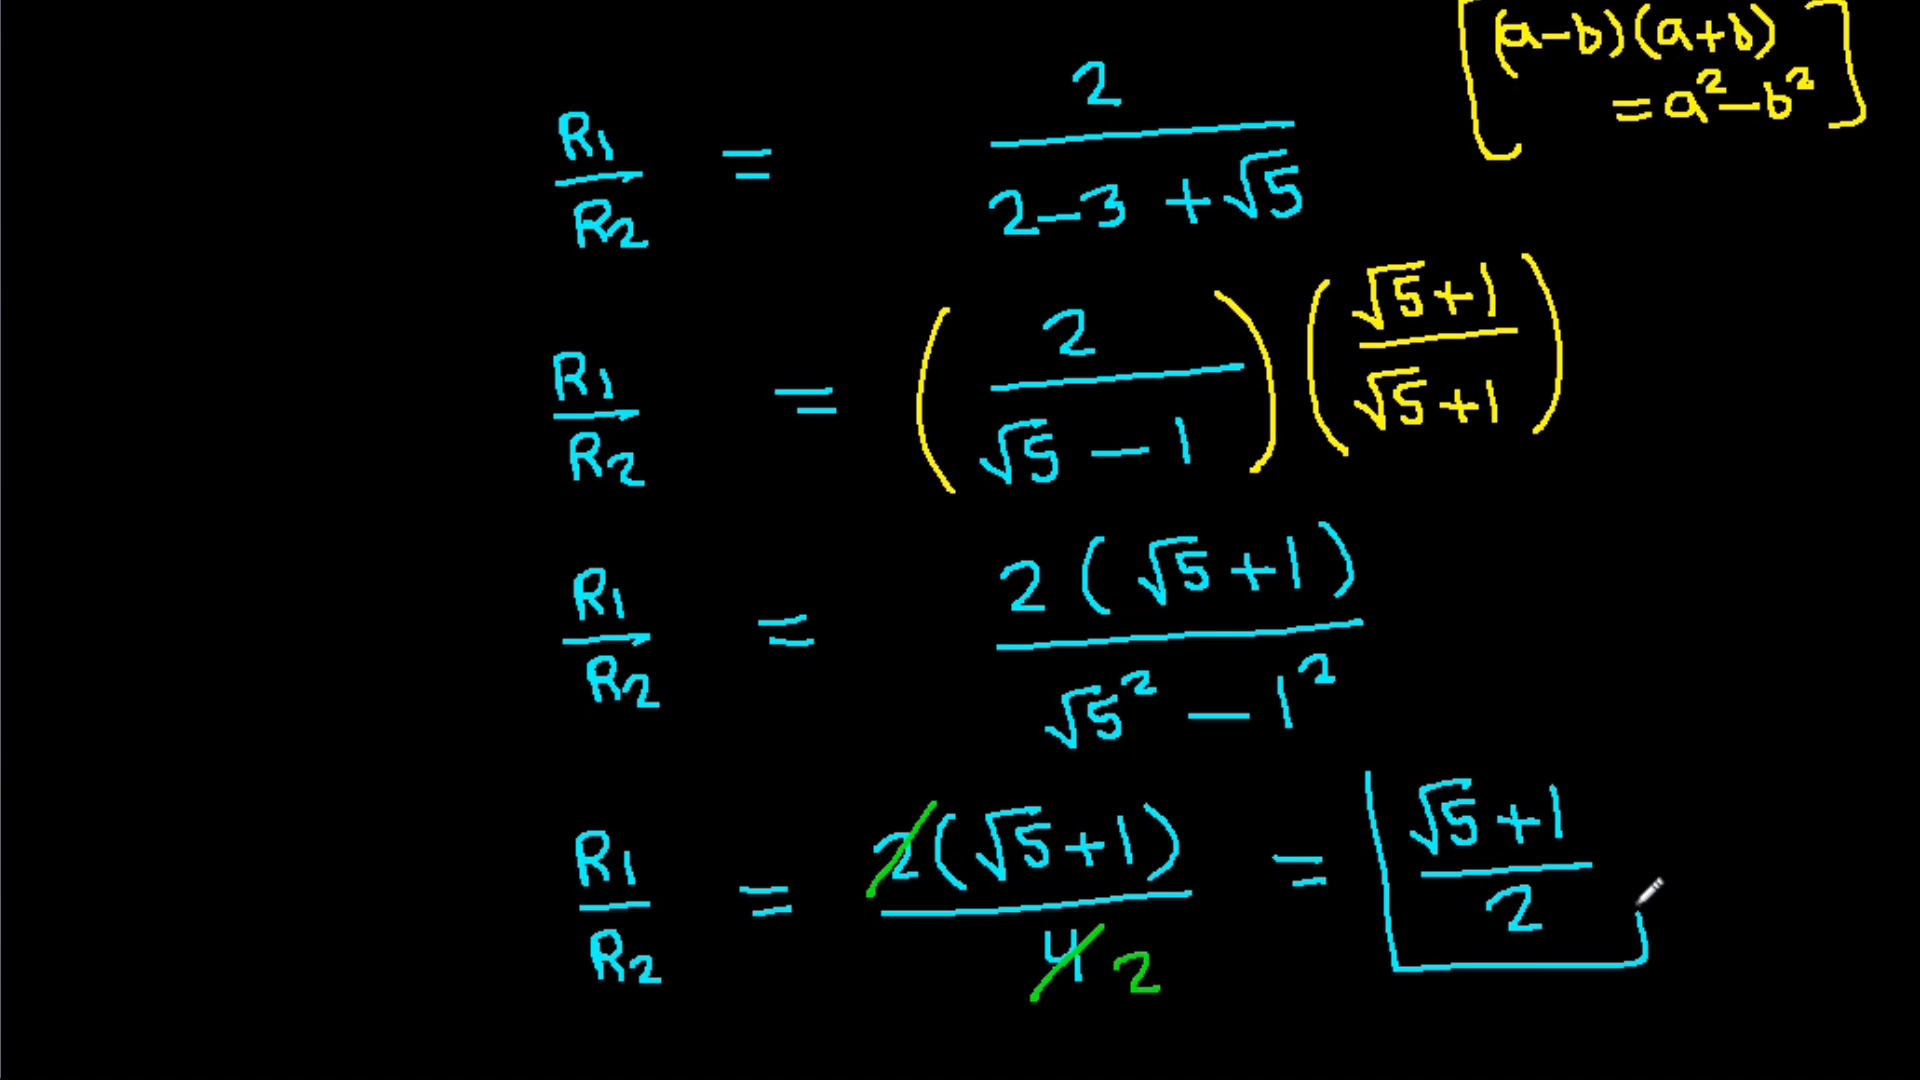 (a-b)(a+b)
= a² - b²
R1/R2 = 2/(2-3+√5)
R1/R2 = (2/(√5-1)) ((√5+1)/(√5+1))
R1/R2 = 2(√5+1)/(√5² - 1²)
R1/R2 = 2(√5+1)/4 2 = (√5+1)/2